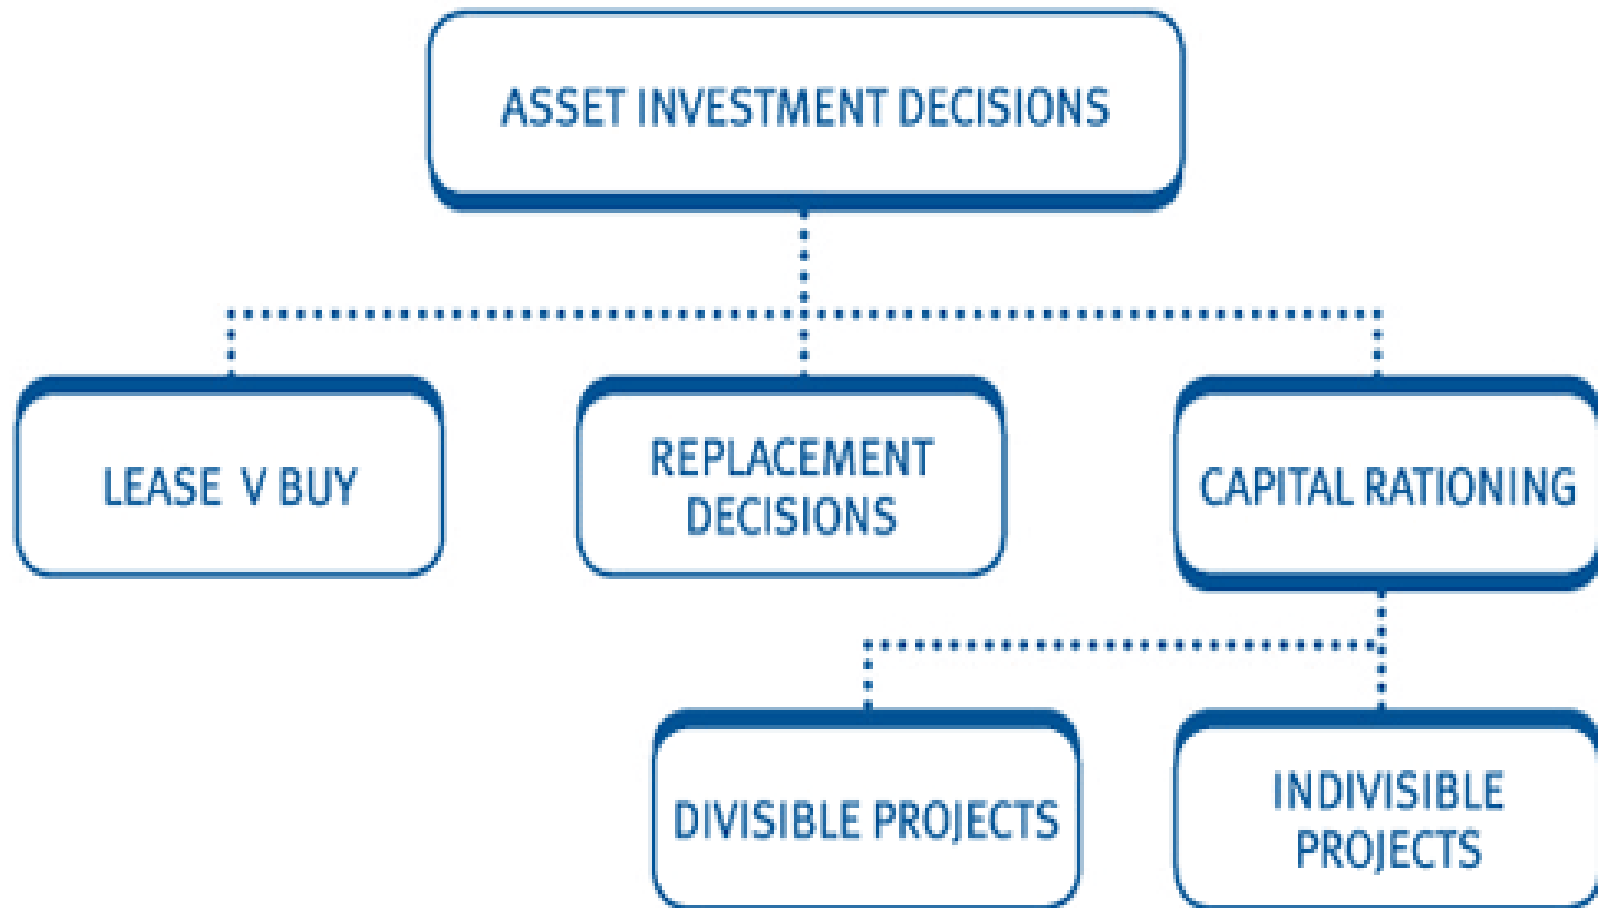 ASSET INVESTMENT DECISIONS
LEASE V BUY
REPLACEMENT
DECISIONS
CAPITAL RATIONING
DIVISIBLE PROJECTS
INDIVISIBLE
PROJECTS